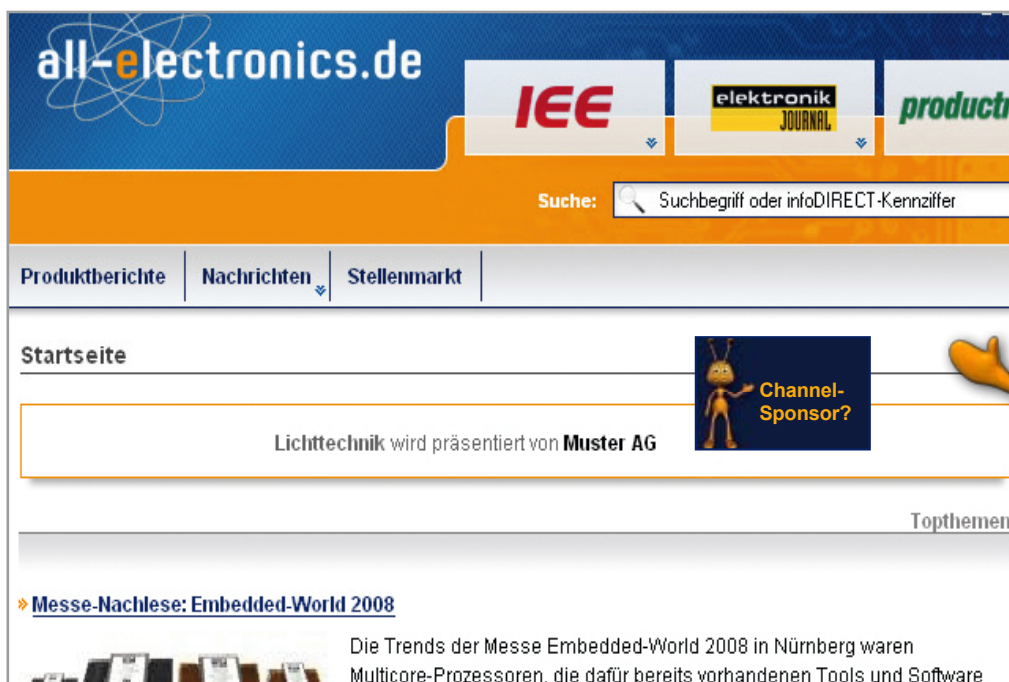 all-electronics.de
IEE
elektronik
JOURNAL
Suche:
Suchbegriff oder infoDIRECT-Kennziffer
Produktberichte
Nachrichten
Stellenmarkt
Startseite
Channel-
Sponsor?
Lichttechnik wird präsentiert von Muster AG
Topthemen
Messe-Nachlese: Embedded-World 2008
Die Trends der Messe Embedded-World 2008 in Nürnberg waren
Multicore-Prozessoren, die dafür bereits vorhandenen Tools und Software